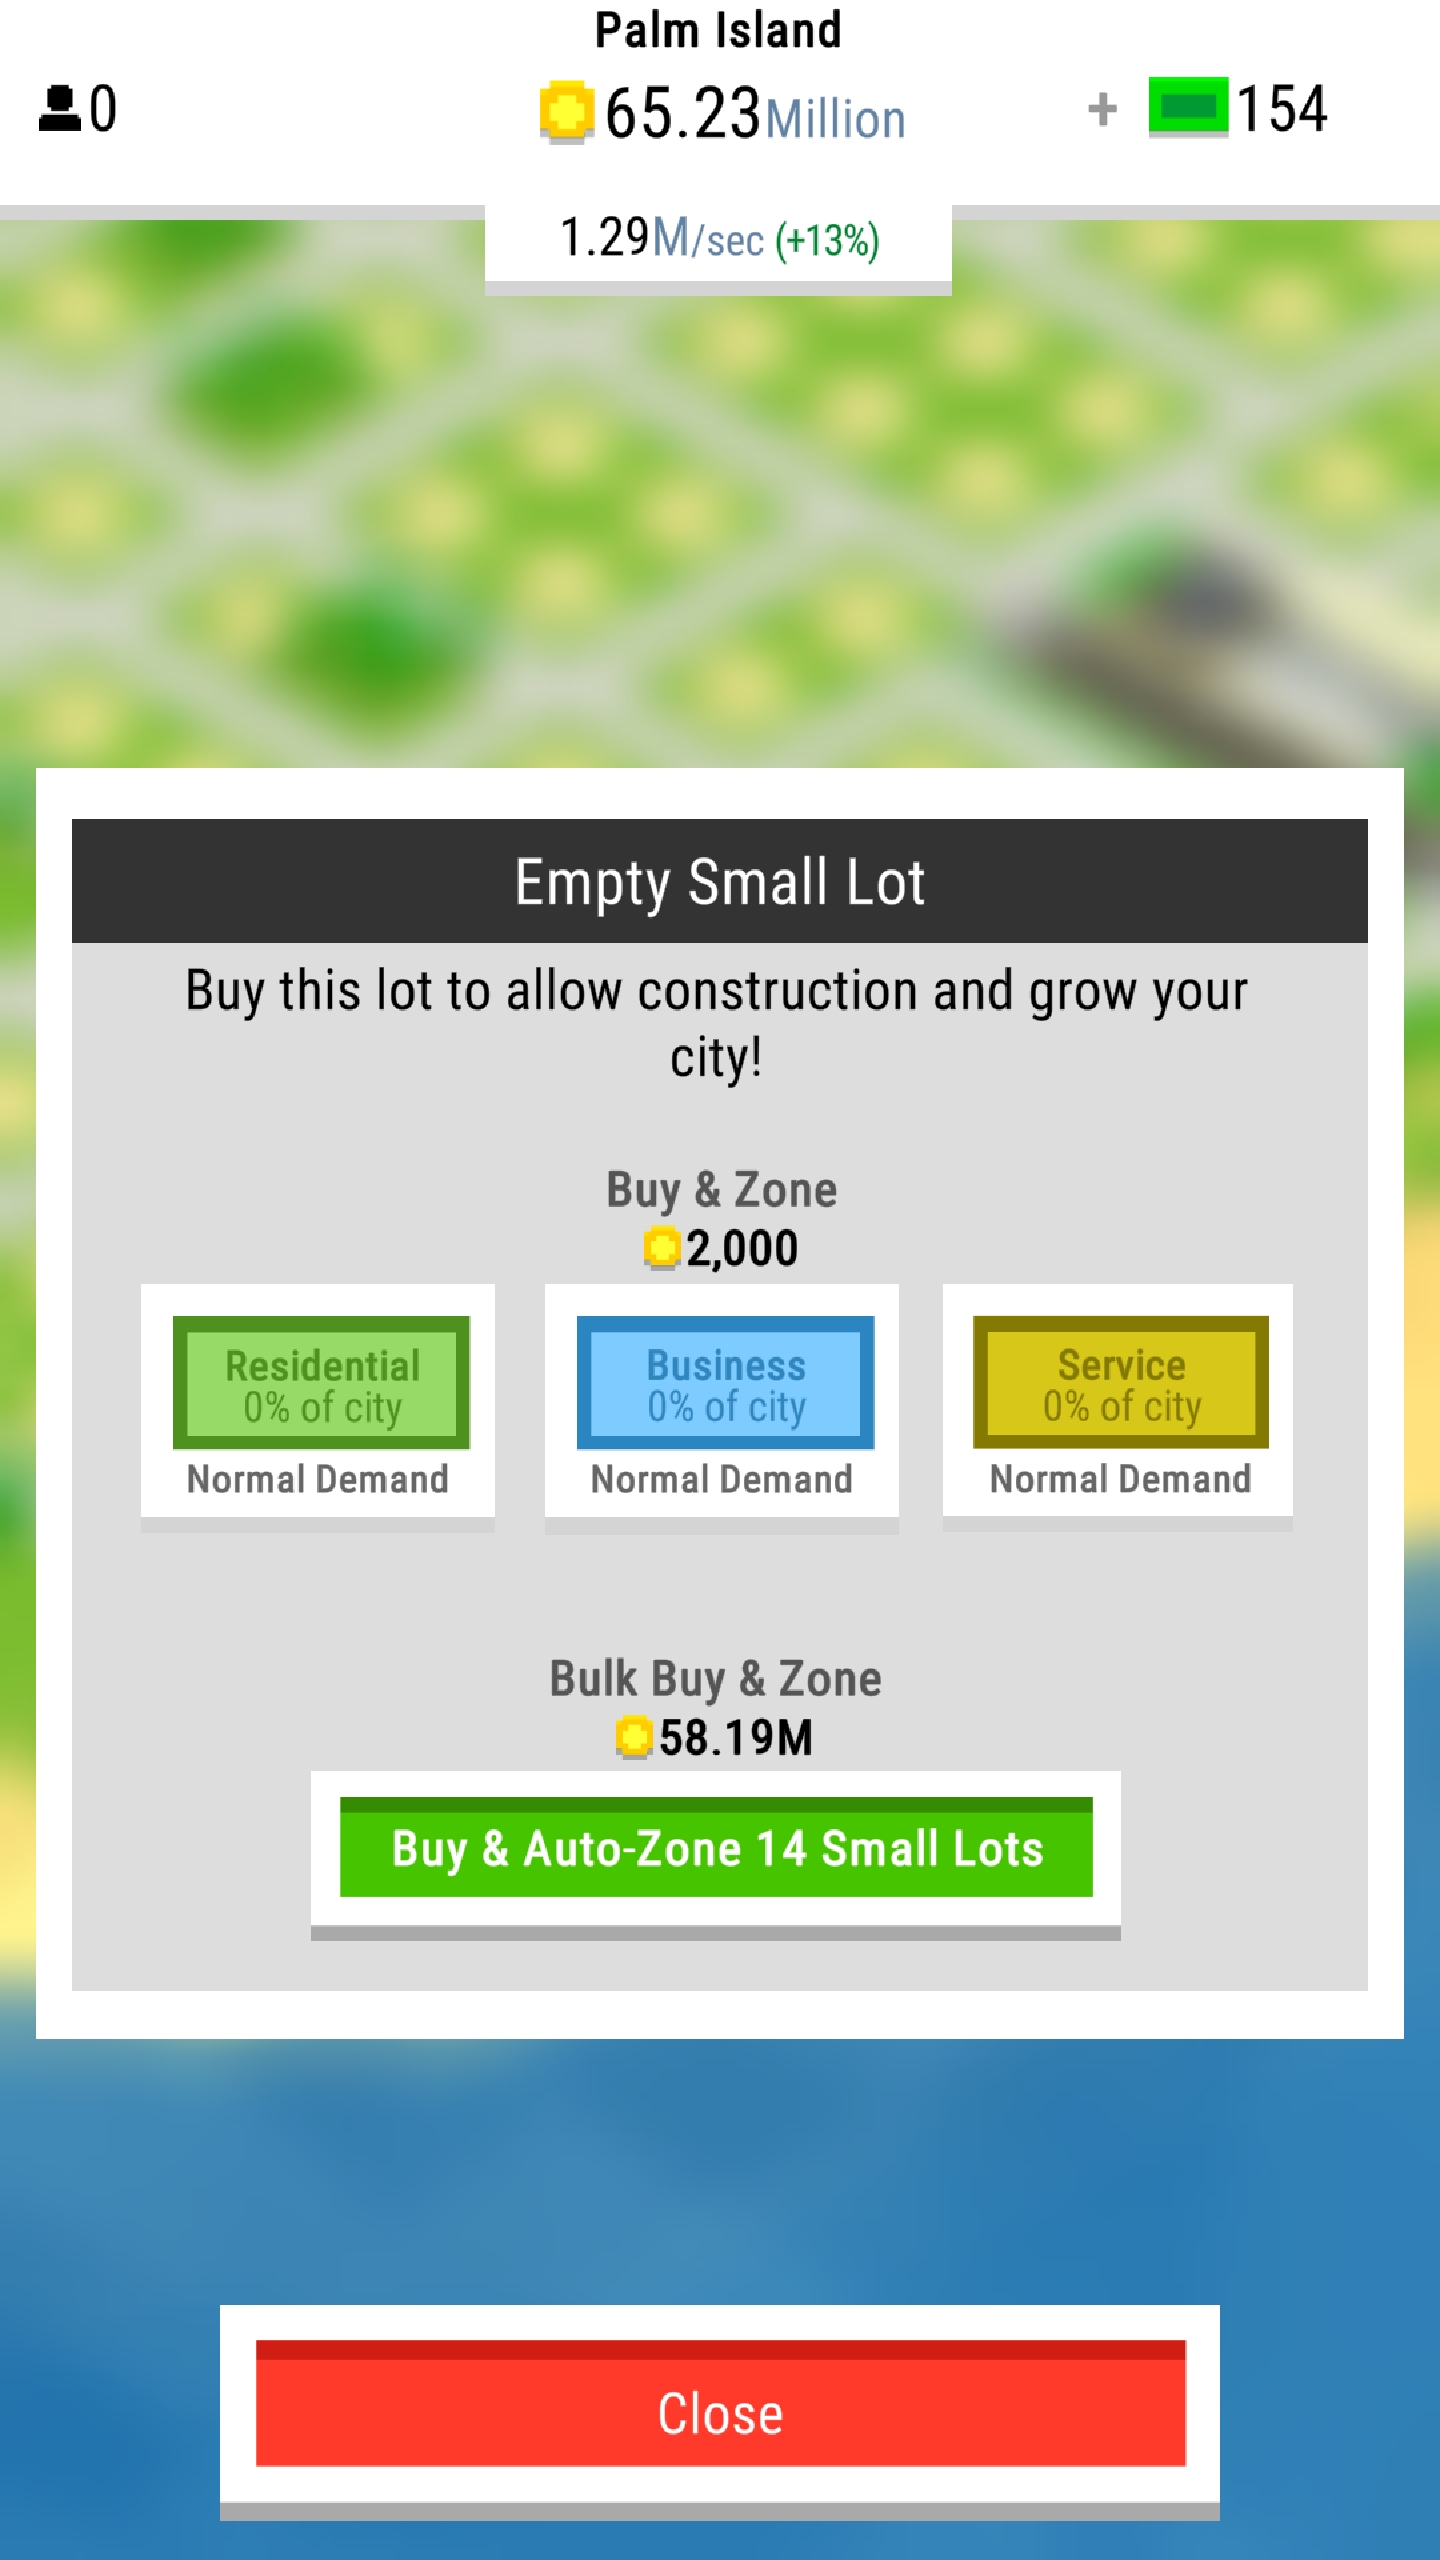 Palm Island
0
65.23Million
+ 154
1.29M/sec (+13%)
Empty Small Lot
Buy this lot to allow construction and grow your
city!
Buy & Zone
2,000
Residential
0% of city
Normal Demand
Business
0% of city
Normal Demand
Service
0% of city
Normal Demand
Bulk Buy & Zone
58.19M
Buy & Auto-Zone 14 Small Lots
Close